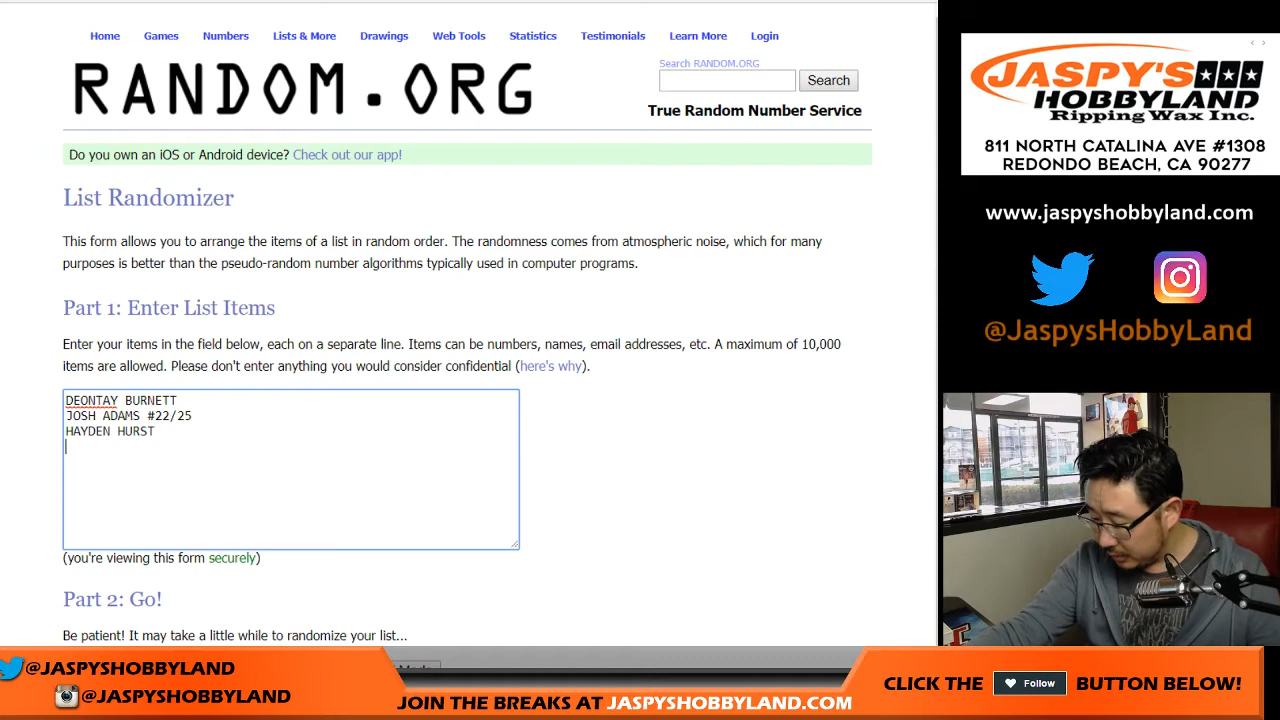 Home Games Numbers Lists & More Drawings Web Tools Statistics Testimonials Learn More Login
RANDOM.ORG
Search RANDOM.ORG
Search
True Random Number Service
Do you own an iOS or Android device? Check out our app!
List Randomizer
This form allows you to arrange the items of a list in random order. The randomness comes from atmospheric noise, which for many
purposes is better than the pseudo-random number algorithms typically used in computer programs.
Part 1: Enter List Items
Enter your items in the field below, each on a separate line. Items can be numbers, names, email addresses, etc. A maximum of 10,000
items are allowed. Please don't enter anything you would consider confidential (here's why).
DEONTAY BURNETT
JOSH ADAMS #22/25
HAYDEN HURST
(you're viewing this form securely)
Part 2: Go!
Be patient! It may take a little while to randomize your list...
JASPY'S
HOBBYLAND
Ripping Wax Inc.
811 NORTH CATALINA AVE #1308
REDONDO BEACH, CA 90277
www.jaspyshobbyland.com
@JaspysHobbyLand
@JASPYSHOBBYLAND
@JASPYSHOBBYLAND
JOIN THE BREAKS AT JASPYSHOBBYLAND.COM
CLICK THE Follow BUTTON BELOW!